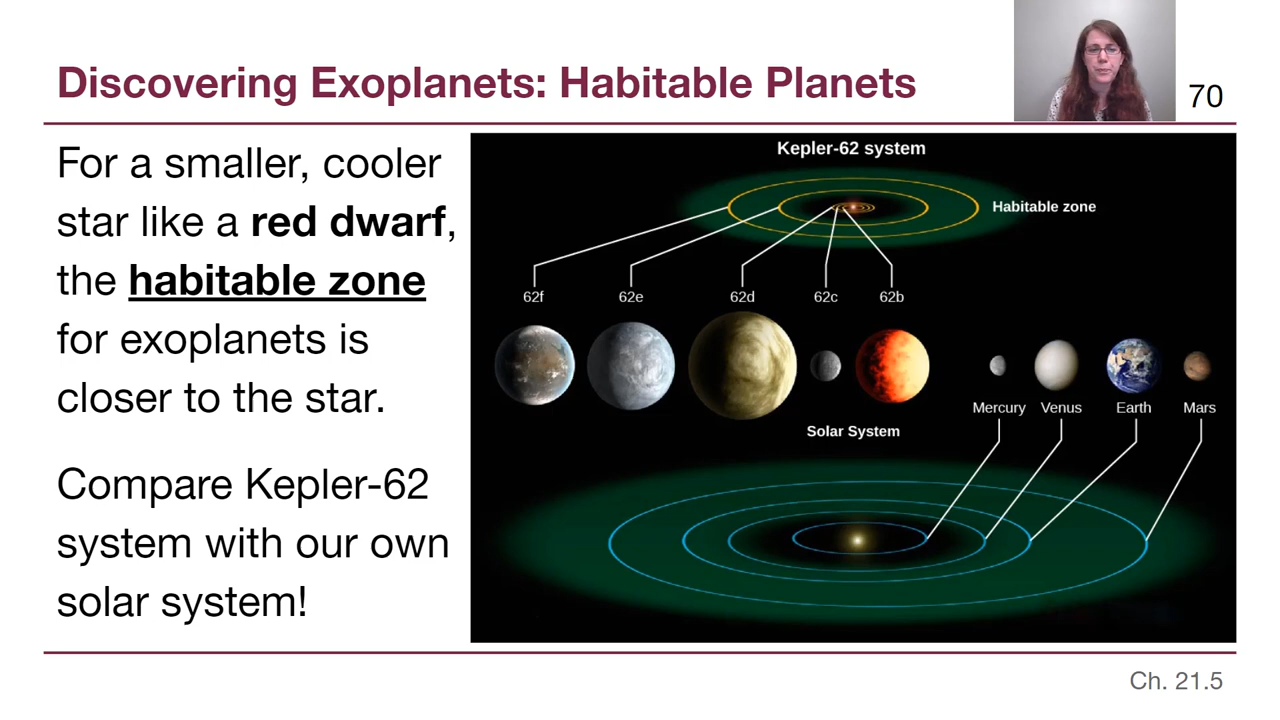 Discovering Exoplanets: Habitable Planets
70
For a smaller, cooler
star like a red dwarf,
the habitable zone
for exoplanets is
closer to the star.
Compare Kepler-62
system with our own
solar system!
Kepler-62 system
Habitable zone
62f 62e 62d 62c 62b
Mercury Venus Earth Mars
Solar System
Ch. 21.5